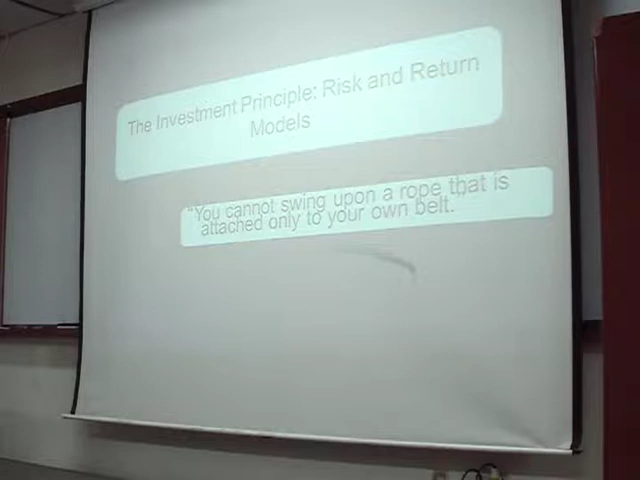 The Investment Principle: Risk and Return
Models
"You cannot swing upon a rope that is
attached only to your own belt.